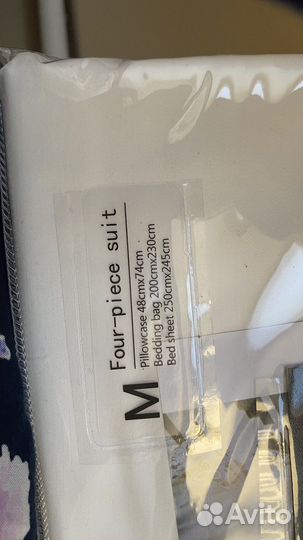 Four-piece suit
M
Pillowcase 48cmx74cm
Bedding bag 200cmx230cm
Bed sheet 250cmx245cm
Avito